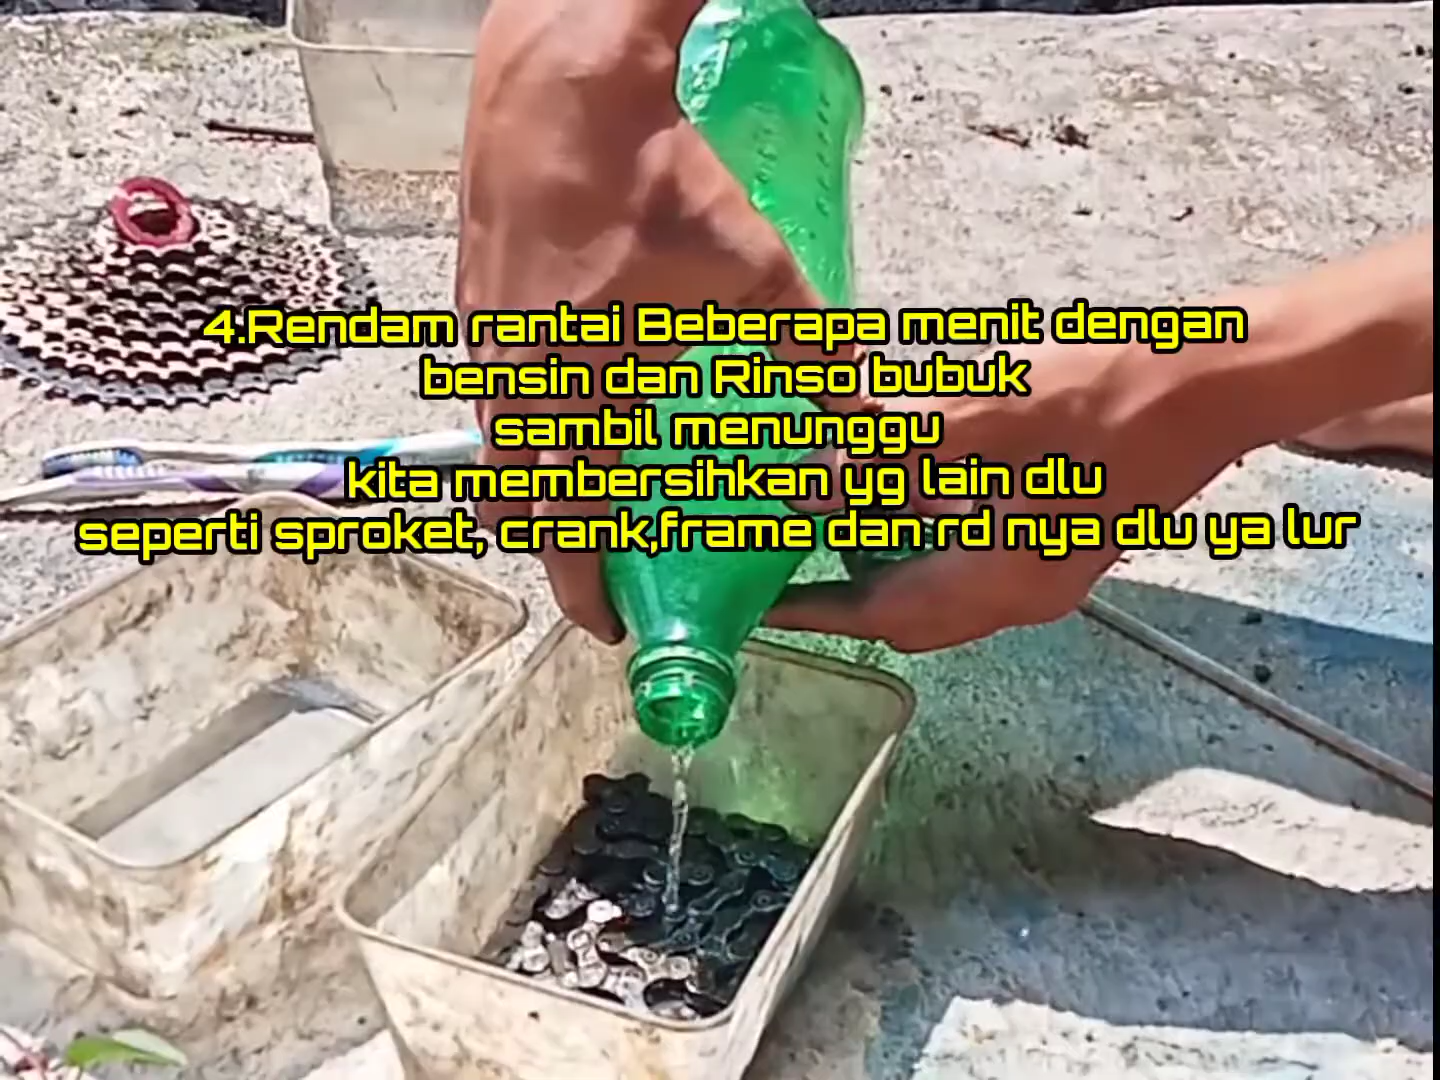 4.Rendam rantai Beberapa menit dengan
bensin dan Rinso bubuk
sambil menunggu
kita membersihkan yg lain dlu
seperti sproket, crank,frame dan rd nya dlu ya lur